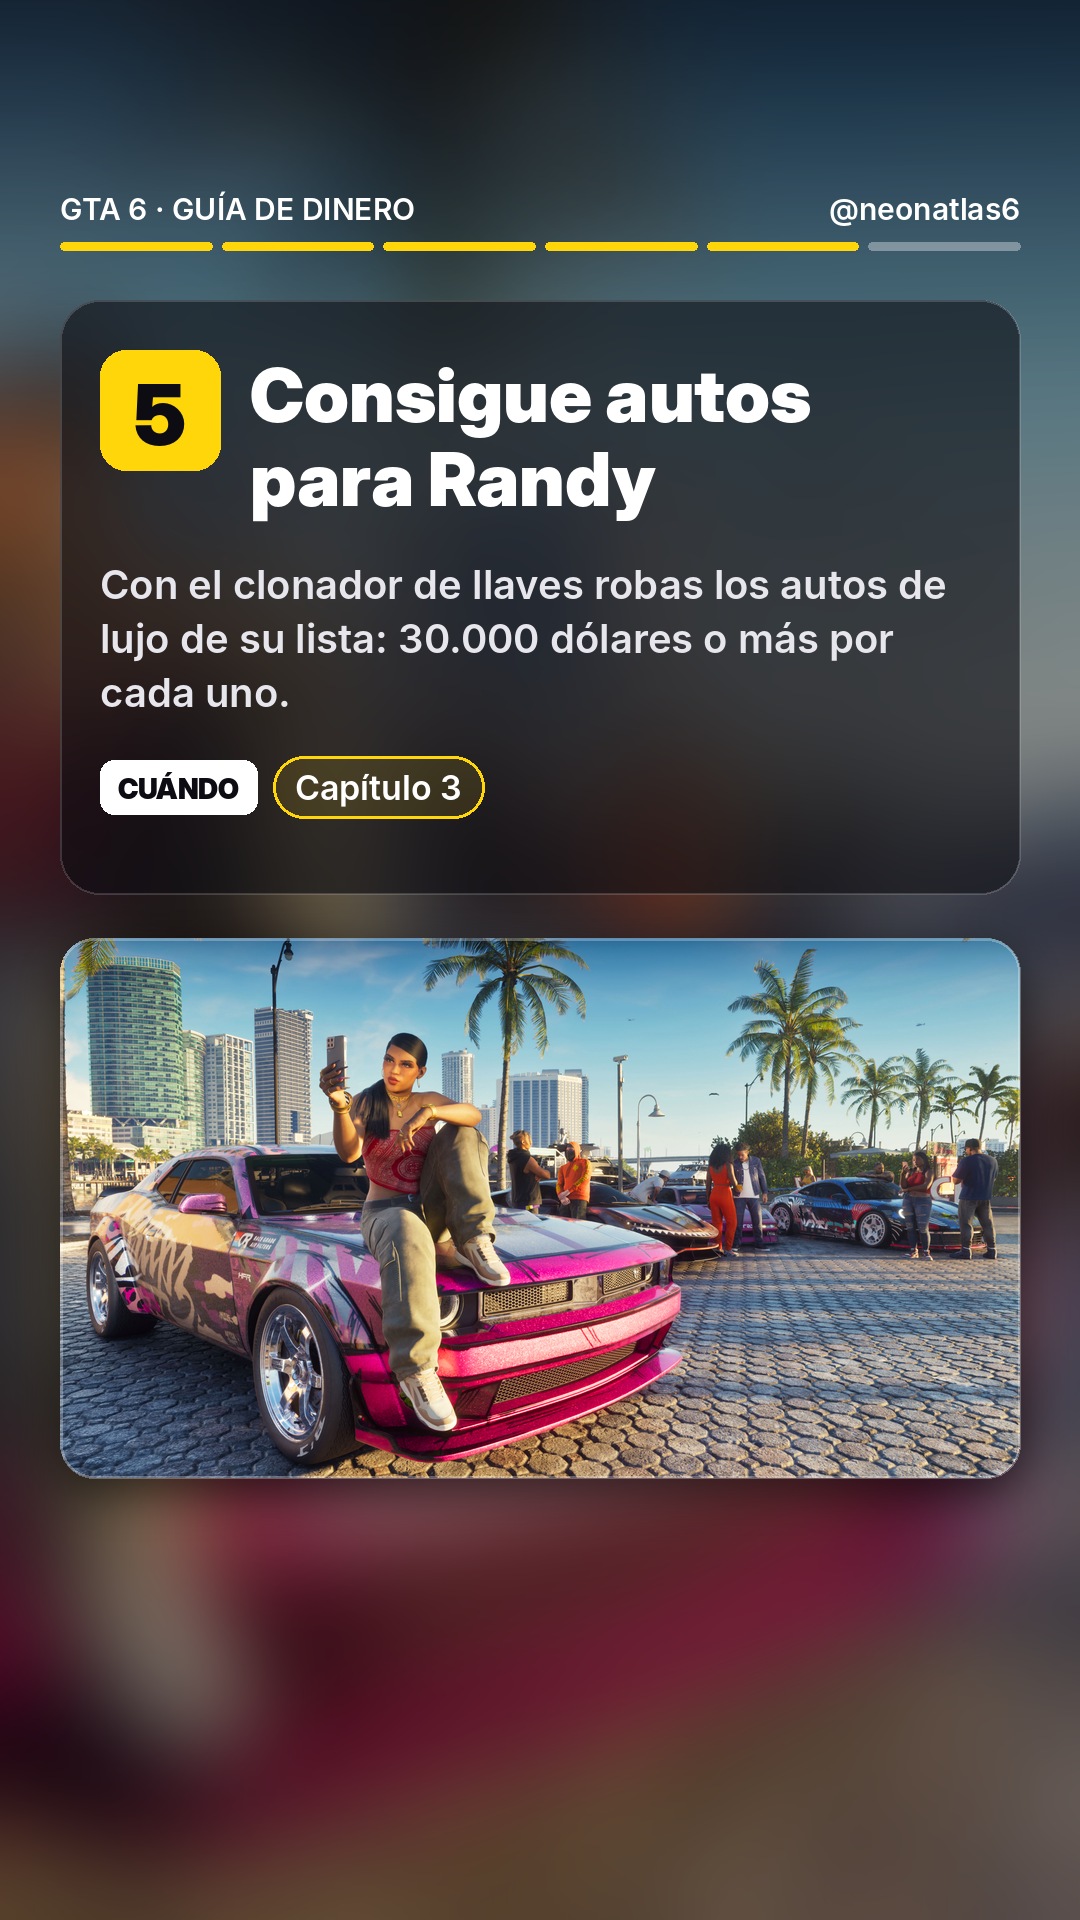 GTA 6 · GUÍA DE DINERO
@neonatlas6
5
Consigue autos
para Randy
Con el clonador de llaves robas los autos de
lujo de su lista: 30.000 dólares o más por
cada uno.
CUÁNDO
Capítulo 3